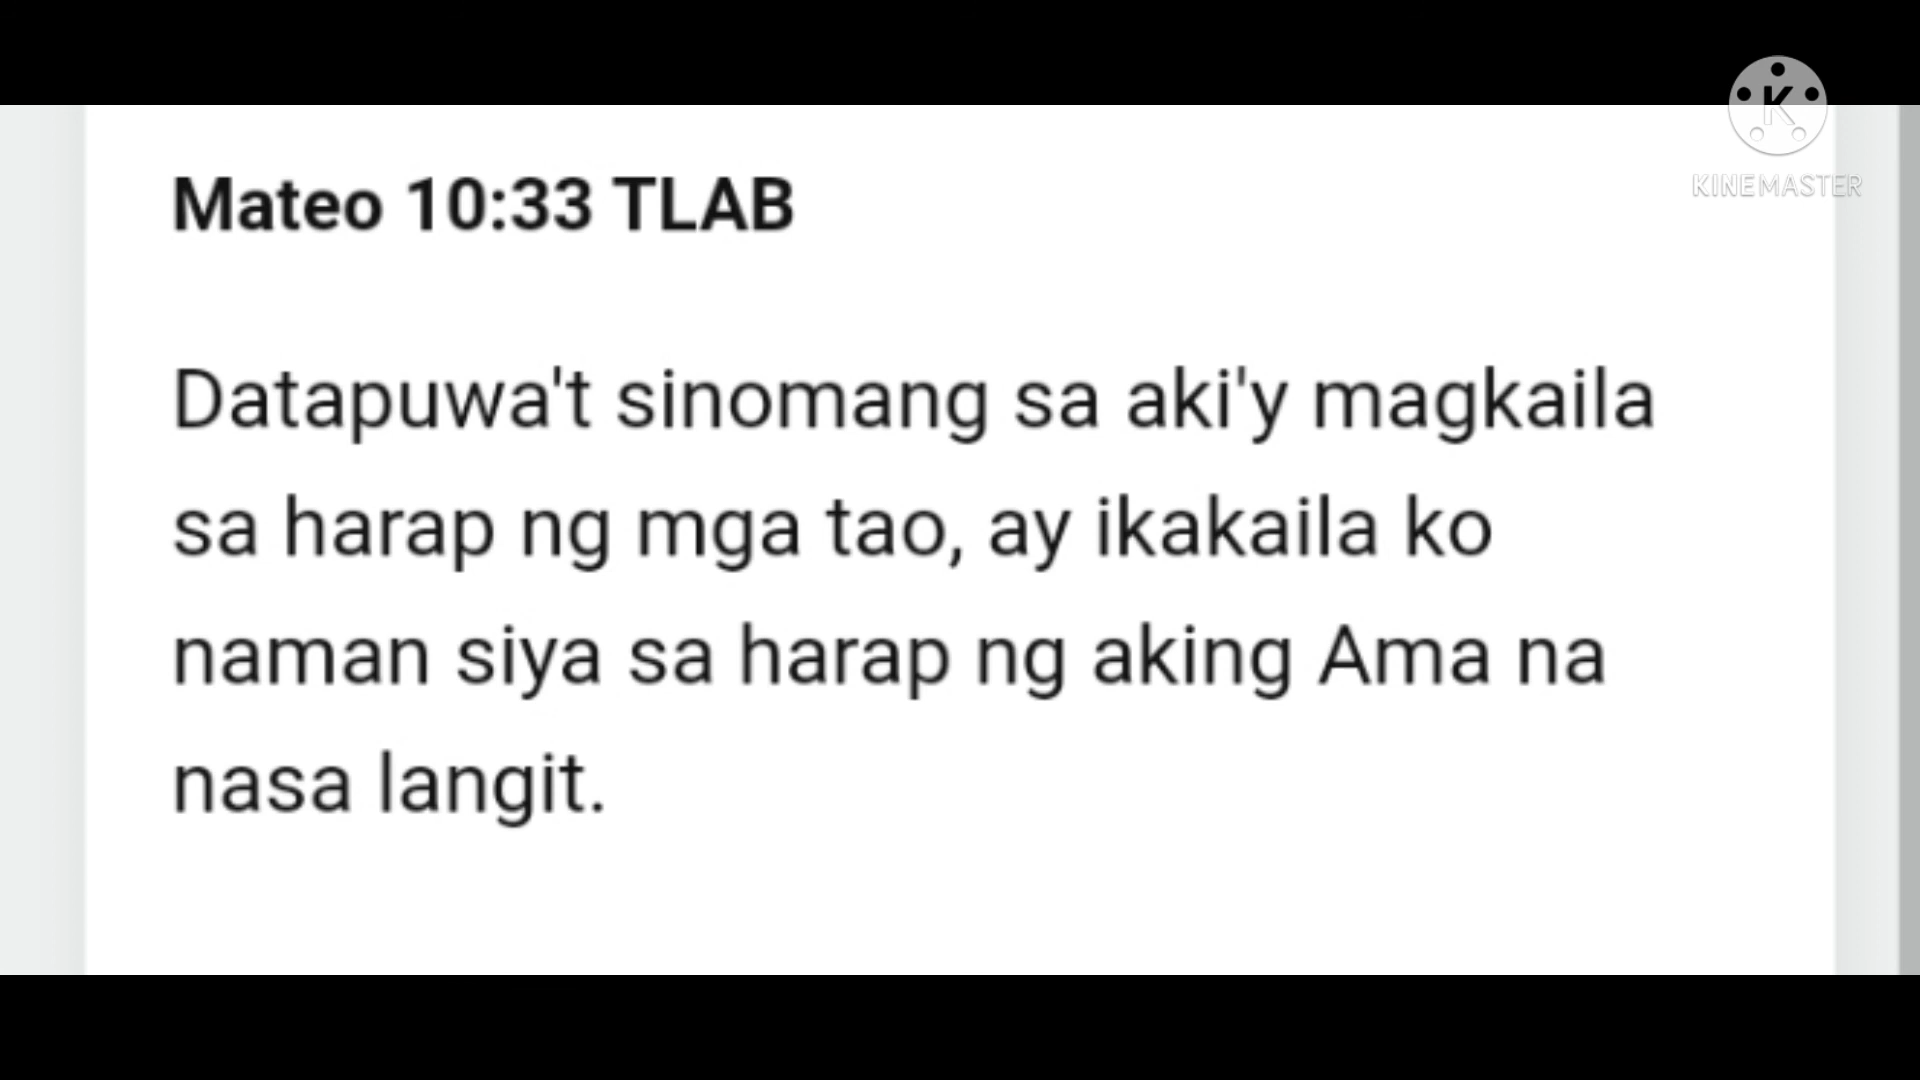 KINEMASTER
Mateo 10:33 TLAB
Datapuwa't sinomang sa aki'y magkaila
sa harap ng mga tao, ay ikakaila ko
naman siya sa harap ng aking Ama na
nasa langit.